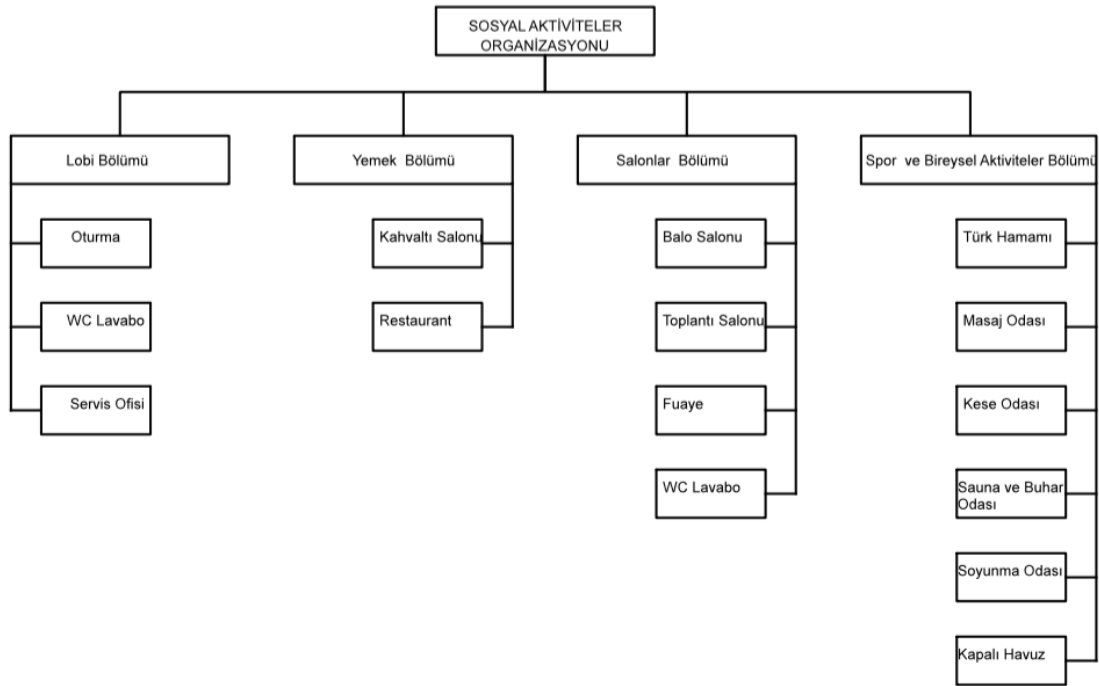 SOSYAL AKTİVİTELER
ORGANİZASYONU
Lobi Bölümü
Yemek Bölümü
Salonlar Bölümü
Spor ve Bireysel Aktiviteler Bölümü
Oturma
WC Lavabo
Servis Ofisi
Kahvaltı Salonu
Restaurant
Balo Salonu
Toplantı Salonu
Fuaye
WC Lavabo
Türk Hamamı
Masaj Odası
Kese Odası
Sauna ve Buhar
Odası
Soyunma Odası
Kapalı Havuz